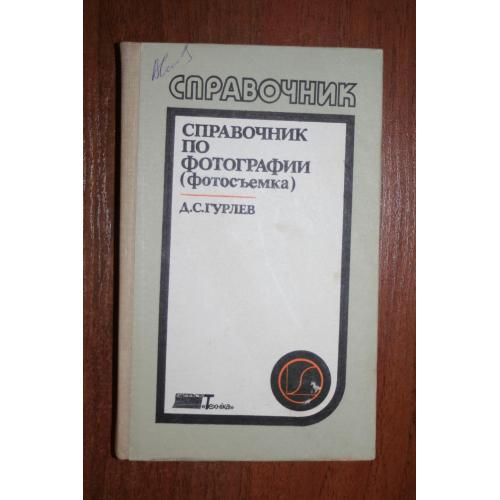 СПРАВОЧНИК
СПРАВОЧНИК
ПО
ФОТОГРАФИИ
(фотосъемка)
Д.С.ГУРЛЕВ
«Техніка»